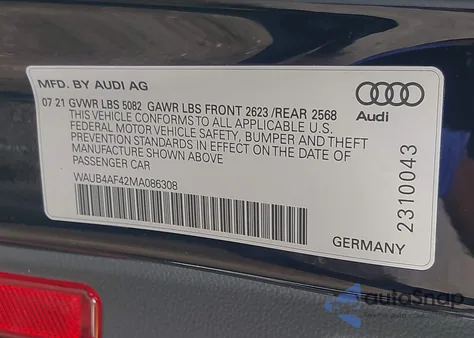 MFD. BY AUDI AG
07 21 GVWR LBS 5082 GAWR LBS FRONT 2623 /REAR 2568
THIS VEHICLE CONFORMS TO ALL APPLICABLE U.S.
FEDERAL MOTOR VEHICLE SAFETY, BUMPER AND THEFT
PREVENTION STANDARDS IN EFFECT ON THE DATE OF
MANUFACTURE SHOWN ABOVE
PASSENGER CAR
WAUB4AF42MA086308
Audi
2310043
GERMANY
autoSnap